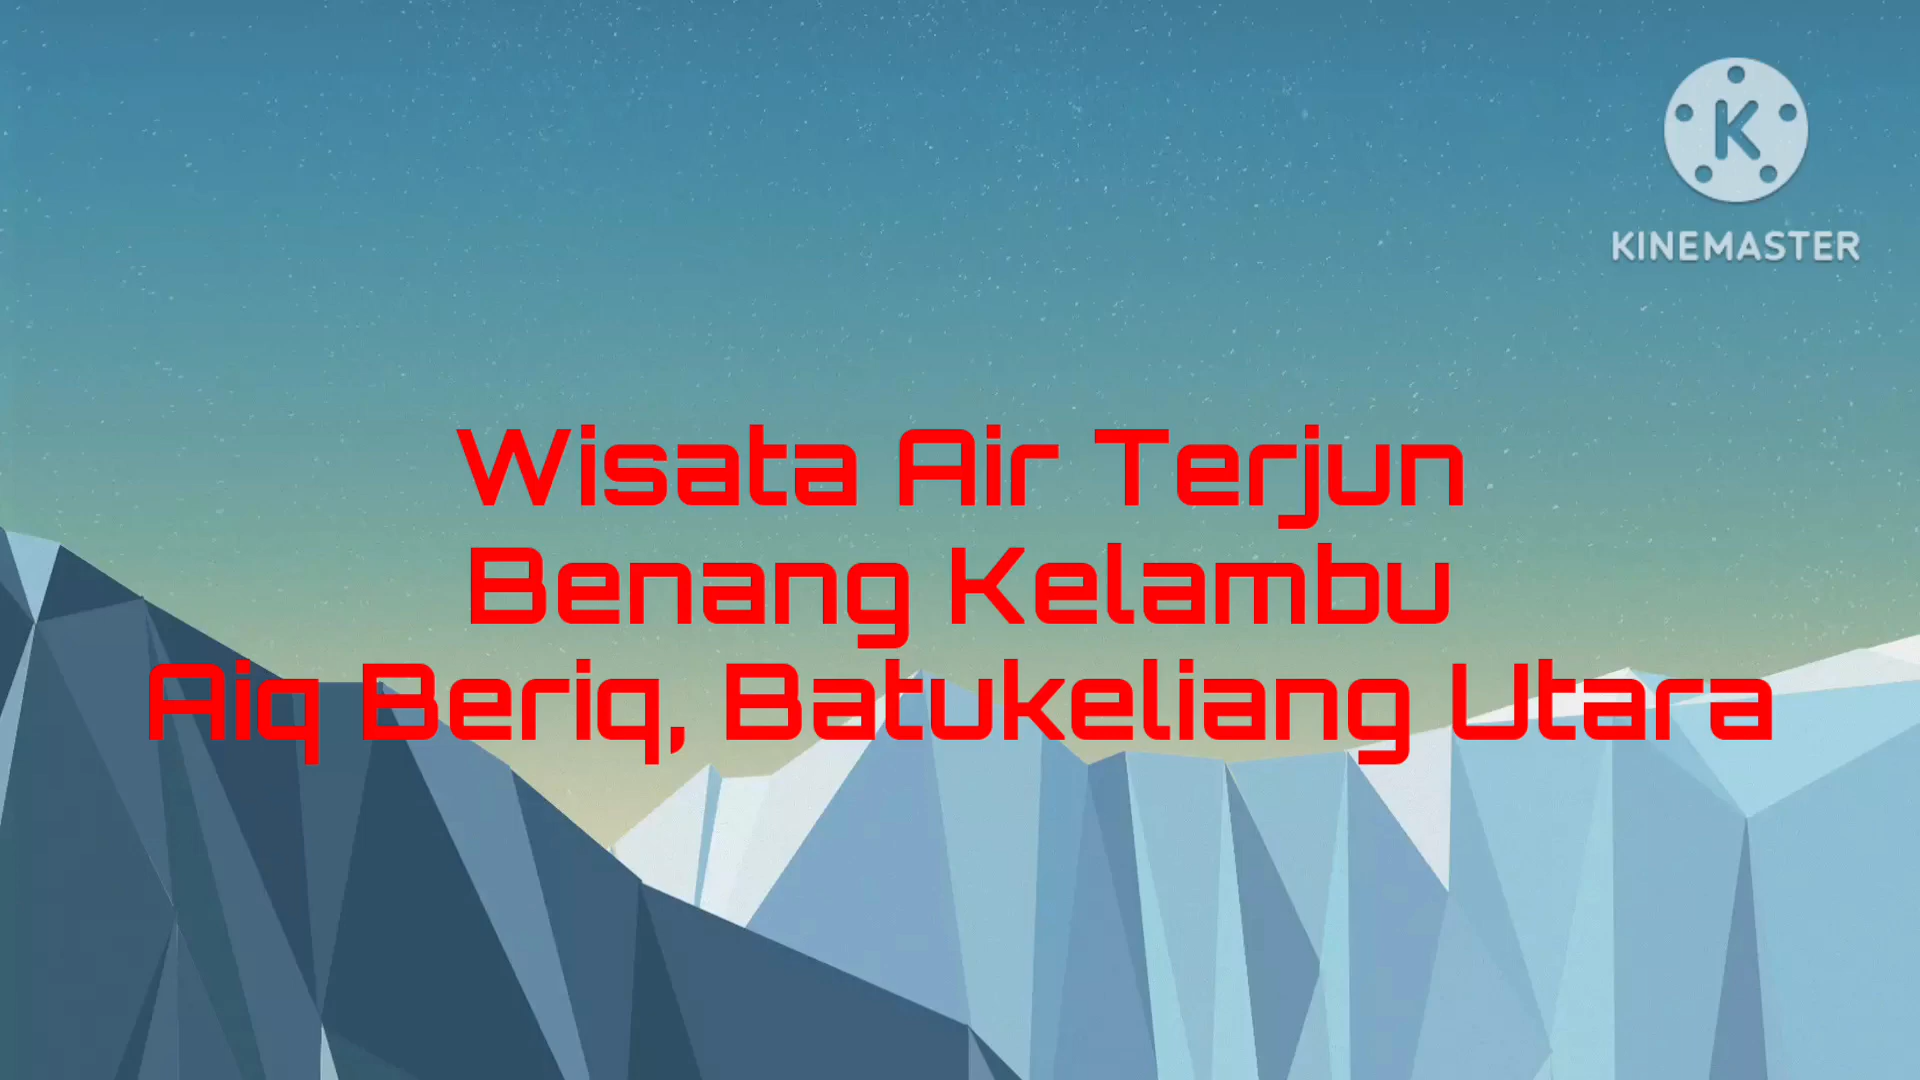 KINEMASTER
Wisata Air Terjun
Benang Kelambu
Aiq Beriq, Batukeliang Utara